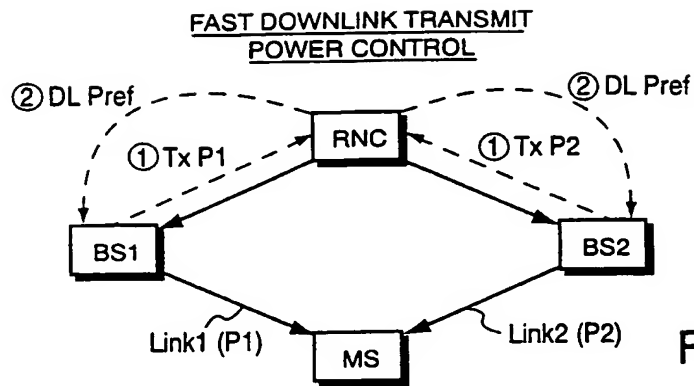 FAST DOWNLINK TRANSMIT
POWER CONTROL
② DL Pref
② DL Pref
RNC
① Tx P1
① Tx P2
BS1
BS2
Link1 (P1)
Link2 (P2)
MS